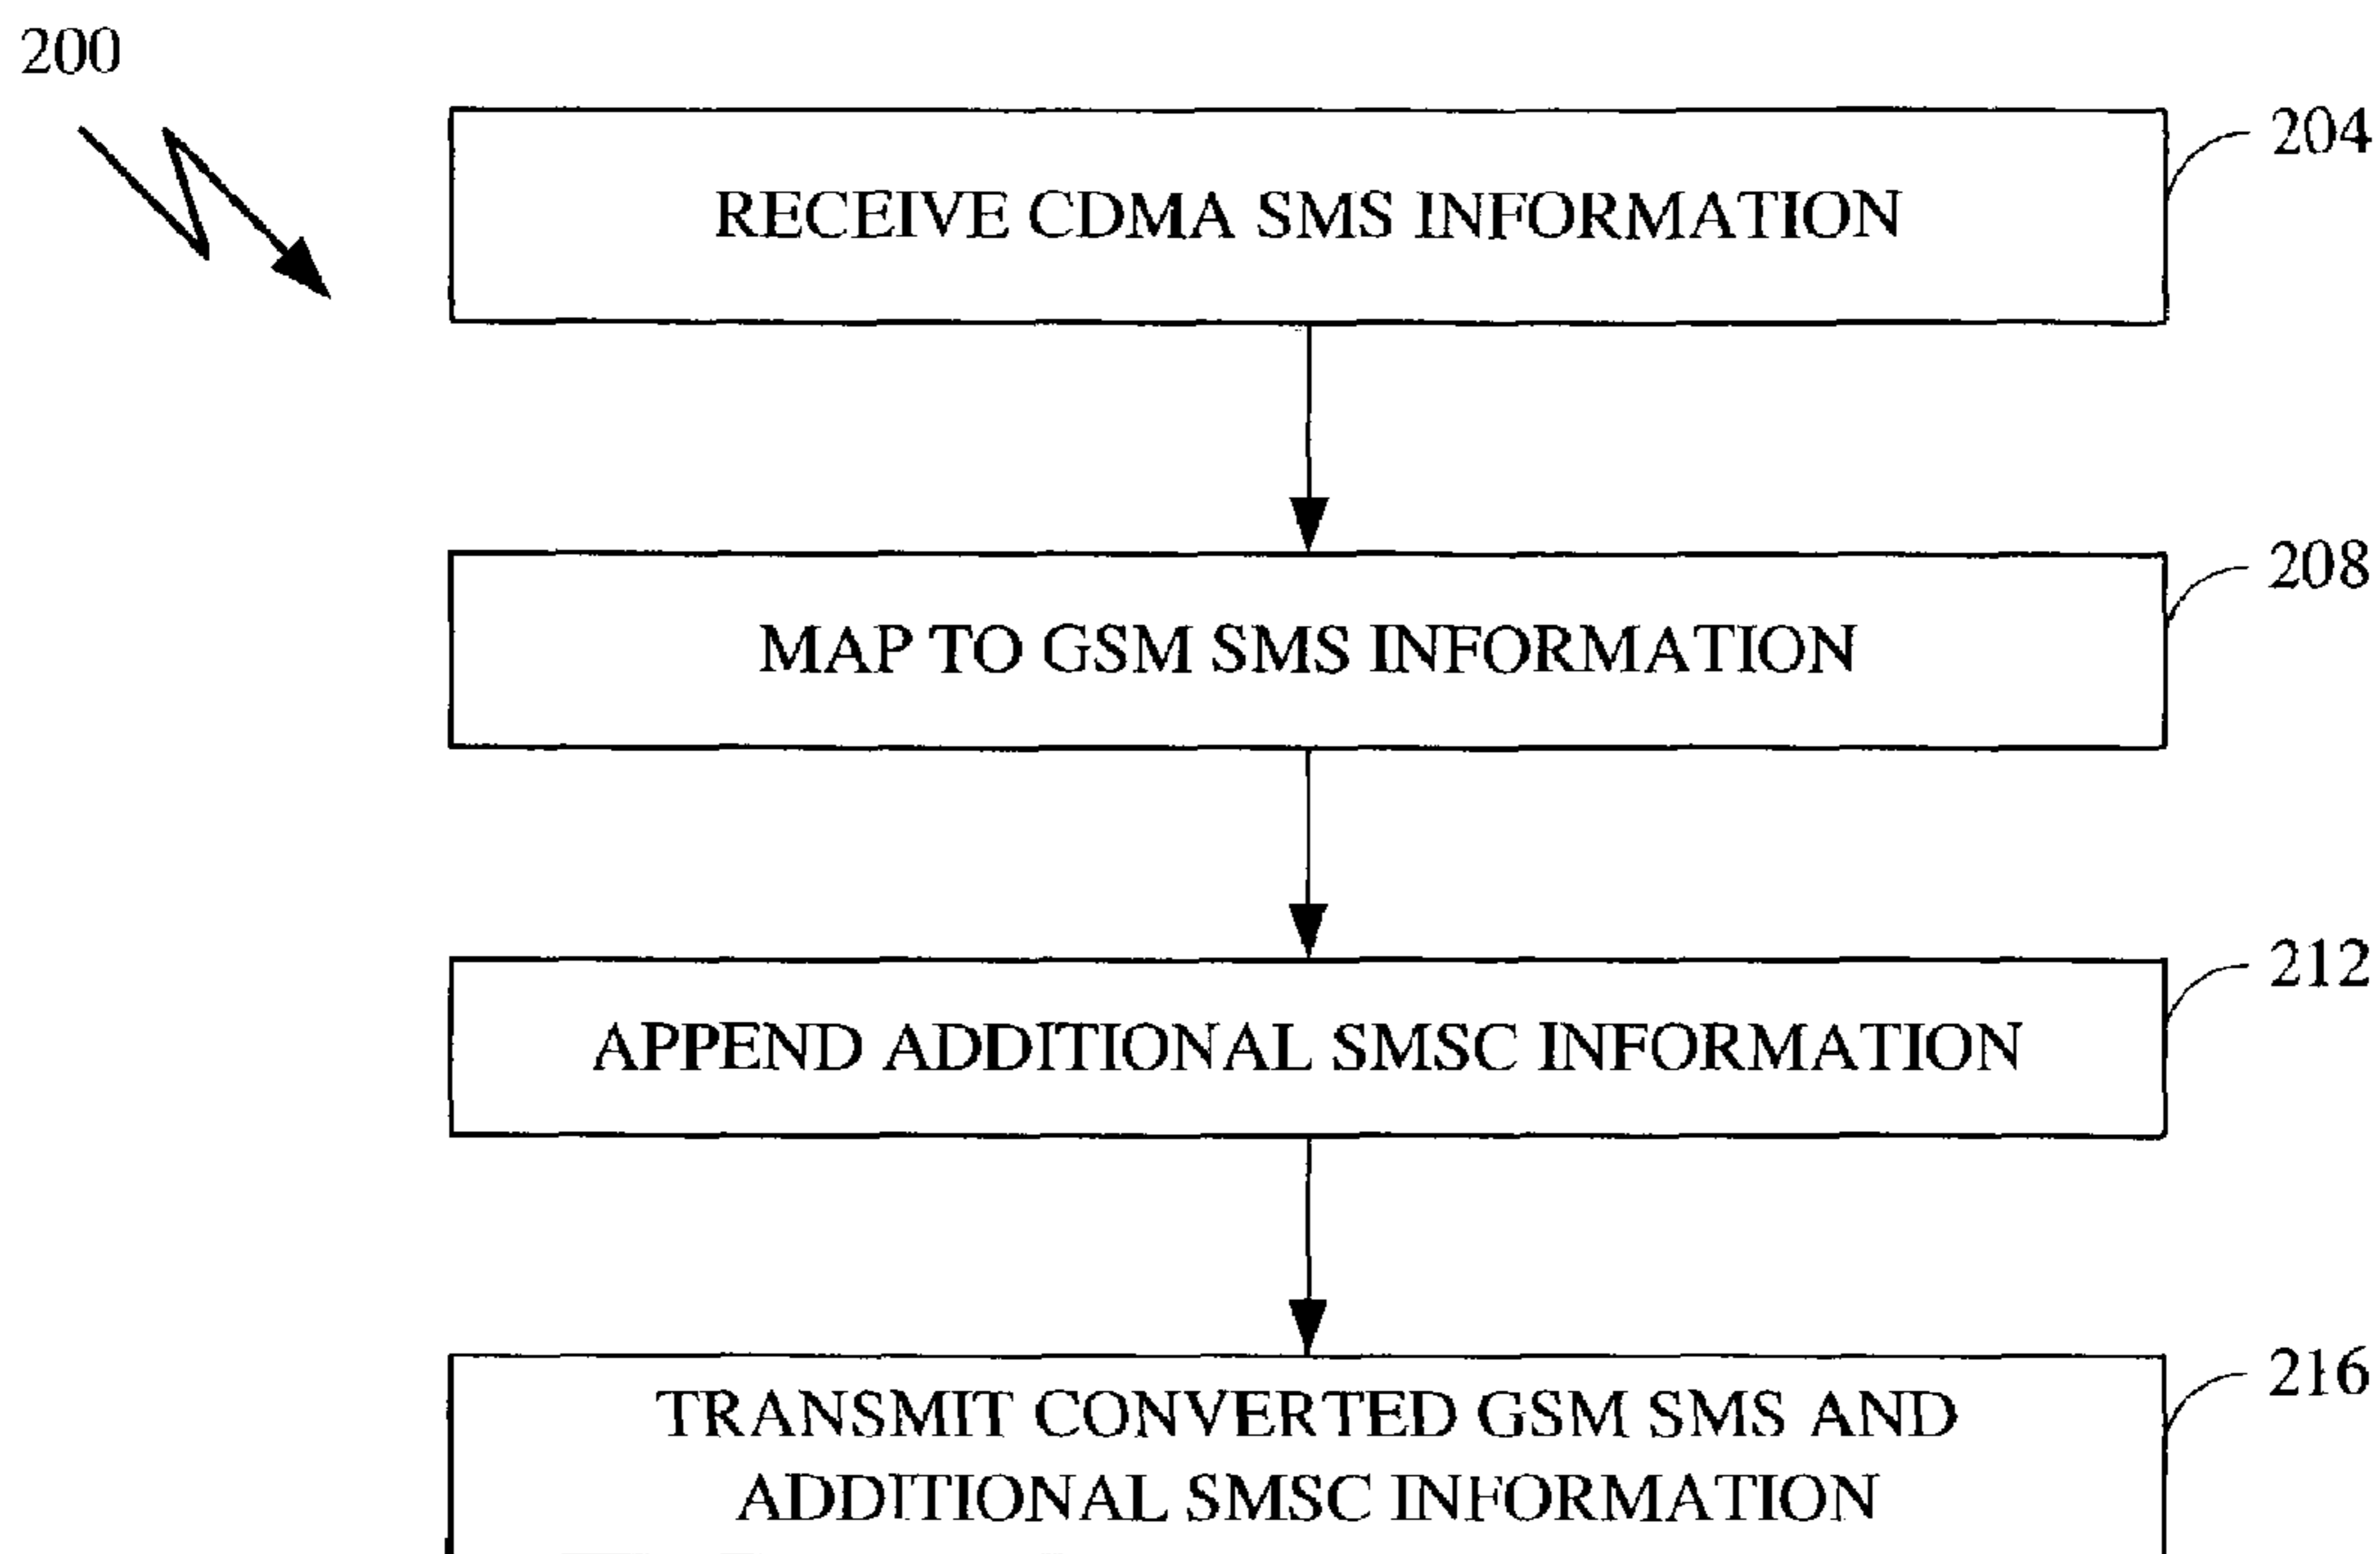 200
RECEIVE CDMA SMS INFORMATION
204
MAP TO GSM SMS INFORMATION
208
APPEND ADDITIONAL SMSC INFORMATION
212
TRANSMIT CONVERTED GSM SMS AND
ADDITIONAL SMSC INFORMATION
216